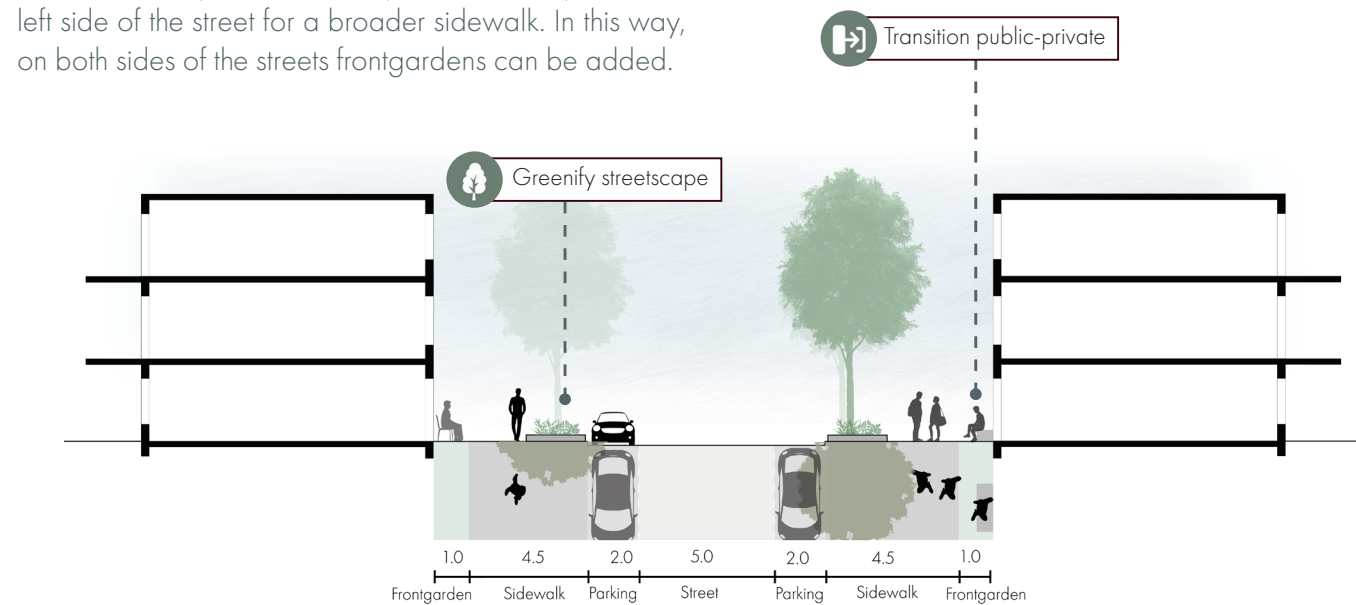 left side of the street for a broader sidewalk. In this way,
on both sides of the streets frontgardens can be added.
Transition public-private
Greenify streetscape
1.0 4.5 2.0 5.0 2.0 4.5 1.0
Frontgarden Sidewalk Parking Street Parking Sidewalk Frontgarden